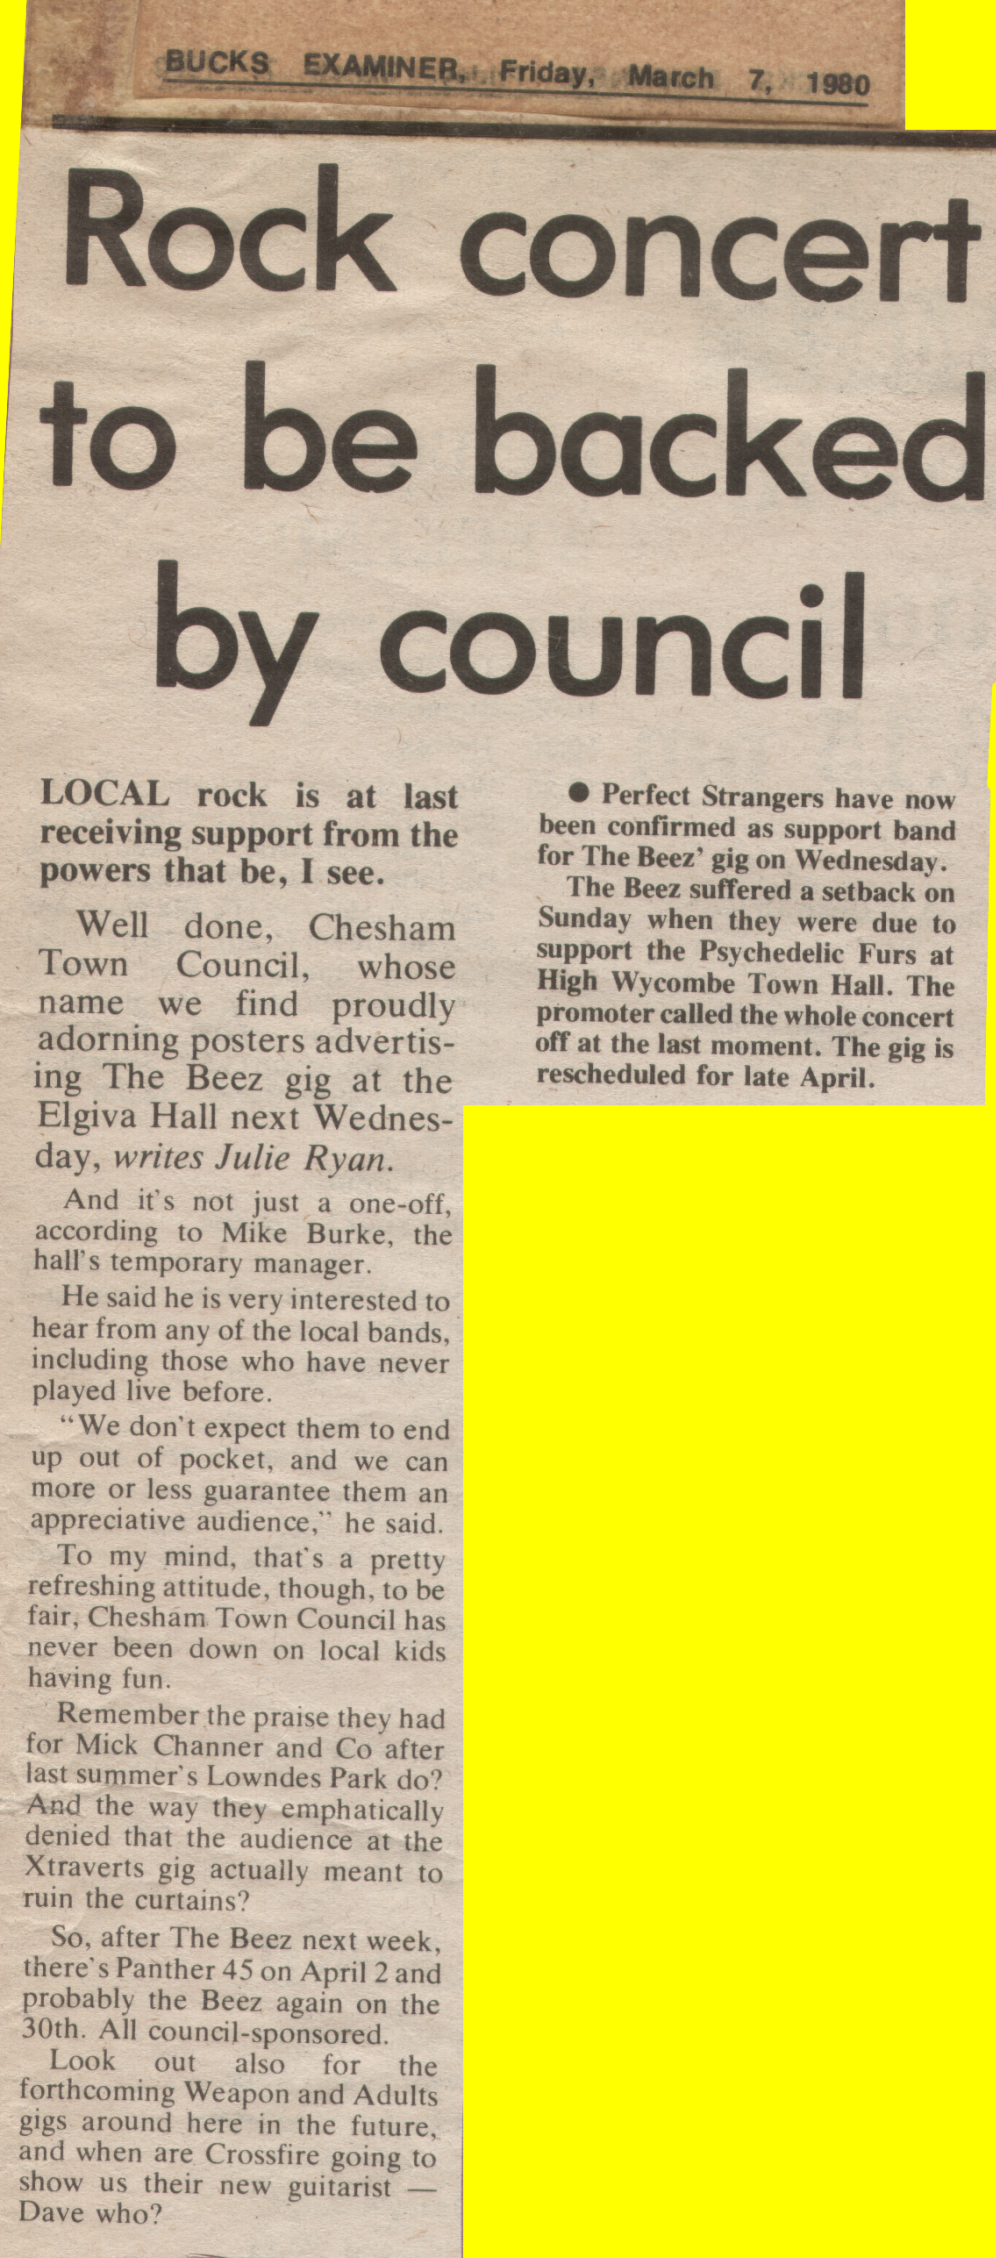 BUCKS EXAMINER, Friday, March 7, 1980
Rock concert
to be backed
by council
LOCAL rock is at last
receiving support from the
powers that be, I see.
Well done, Chesham
Town Council, whose
name we find proudly
adorning posters advertis-
ing The Beez gig at the
Elgiva Hall next Wednes-
day, writes Julie Ryan.
And it's not just a one-off,
according to Mike Burke, the
hall's temporary manager.
He said he is very interested to
hear from any of the local bands,
including those who have never
played live before.
"We don't expect them to end
up out of pocket, and we can
more or less guarantee them an
appreciative audience," he said.
To my mind, that's a pretty
refreshing attitude, though, to be
fair, Chesham Town Council has
never been down on local kids
having fun.
Remember the praise they had
for Mick Channer and Co after
last summer's Lowndes Park do?
And the way they emphatically
denied that the audience at the
Xtraverts gig actually meant to
ruin the curtains?
So, after The Beez next week,
there's Panther 45 on April 2 and
probably the Beez again on the
30th. All council-sponsored.
Look out also for the
forthcoming Weapon and Adults
gigs around here in the future,
and when are Crossfire going to
show us their new guitarist —
Dave who?
● Perfect Strangers have now
been confirmed as support band
for The Beez' gig on Wednesday.
The Beez suffered a setback on
Sunday when they were due to
support the Psychedelic Furs at
High Wycombe Town Hall. The
promoter called the whole concert
off at the last moment. The gig is
rescheduled for late April.